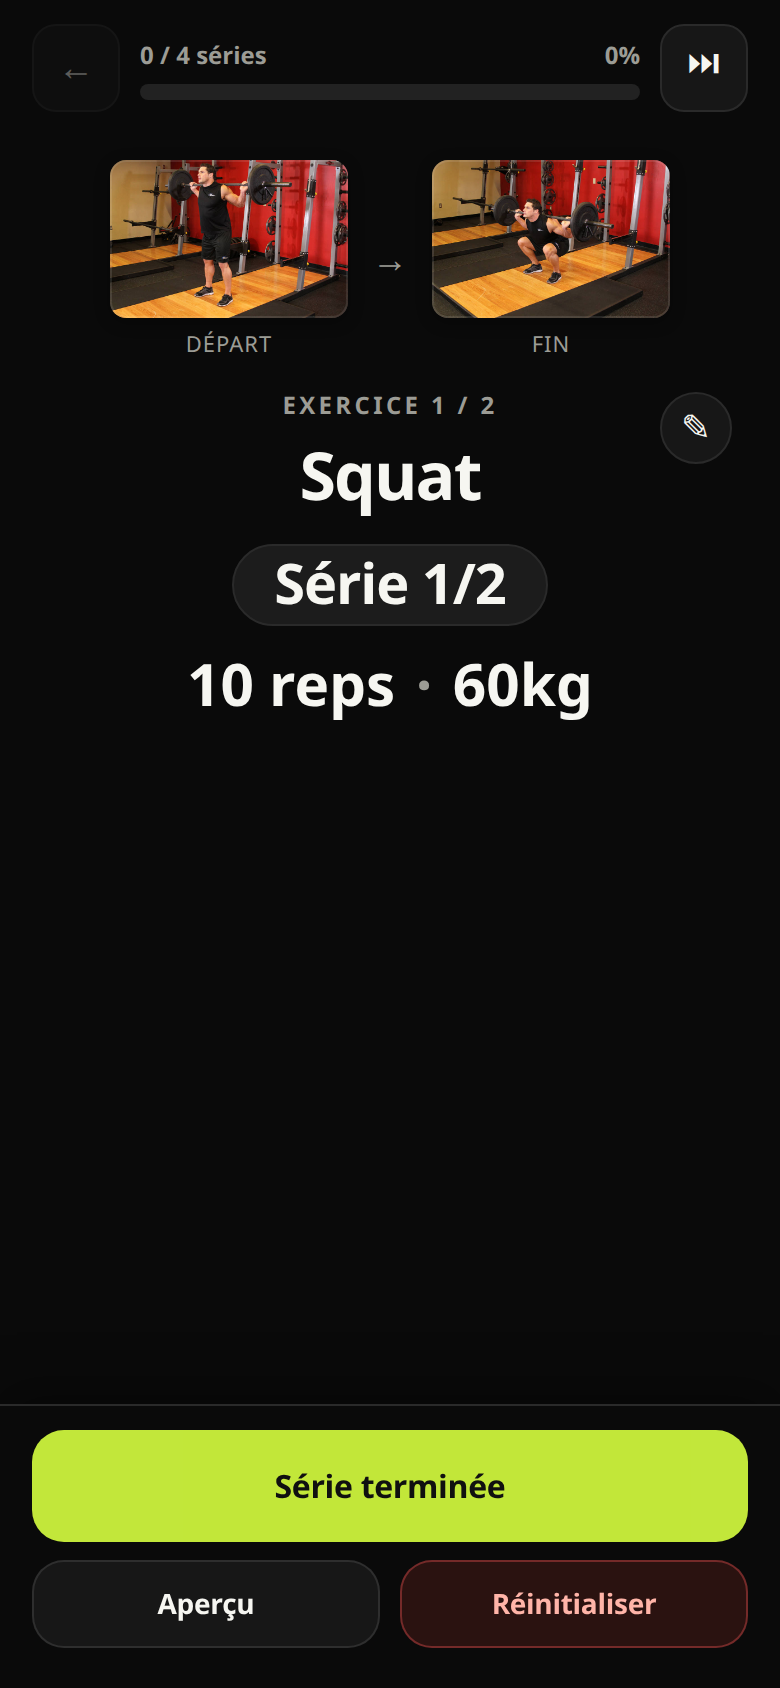 ←
0 / 4 séries
0%
⏭
→
DÉPART
FIN
EXERCICE 1 / 2
✎
Squat
Série 1/2
10 reps · 60kg
Série terminée
Aperçu
Réinitialiser